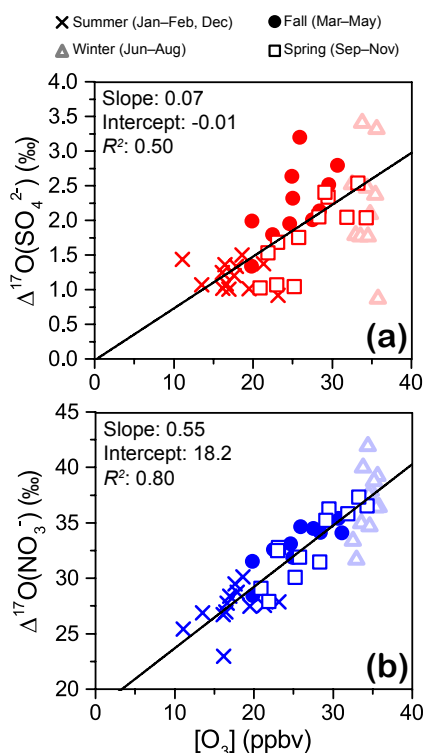 Summer (Jan–Feb, Dec) Fall (Mar–May)
Winter (Jun–Aug) Spring (Sep–Nov)
Slope: 0.07
Intercept: -0.01
R²: 0.50
Δ¹⁷O(SO₄²⁻) (‰)
4.0
3.5
3.0
2.5
2.0
1.5
1.0
0.5
0.0
(a)
0 10 20 30 40
Slope: 0.55
Intercept: 18.2
R²: 0.80
Δ¹⁷O(NO₃⁻) (‰)
45
40
35
30
25
20
(b)
0 10 20 30 40
[O₃] (ppbv)